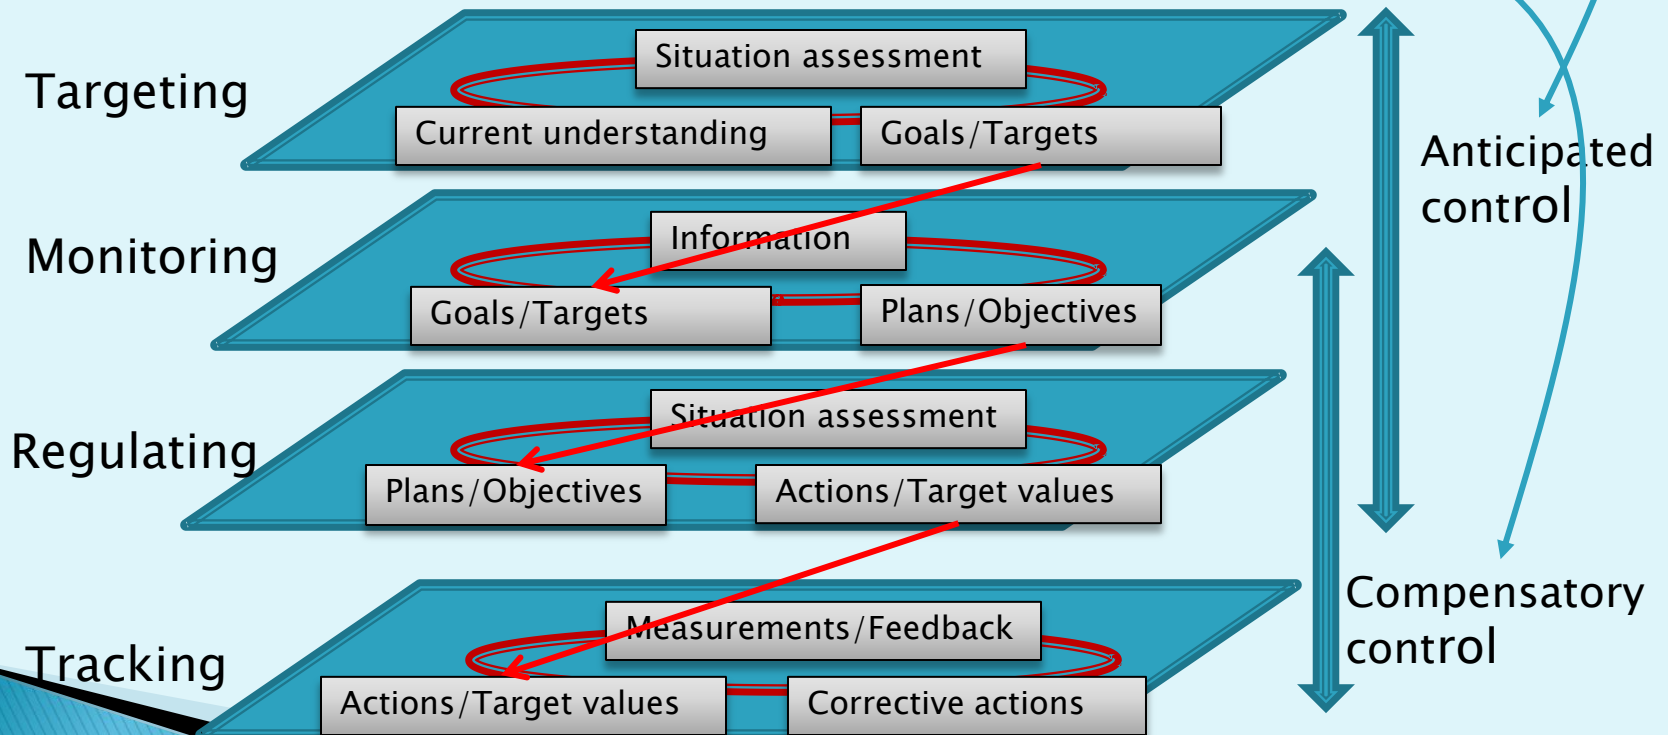 Targeting
Situation assessment
Current understanding
Goals/Targets
Anticipated
control
Monitoring
Information
Goals/Targets
Plans/Objectives
Regulating
Situation assessment
Plans/Objectives
Actions/Target values
Compensatory
control
Tracking
Measurements/Feedback
Actions/Target values
Corrective actions